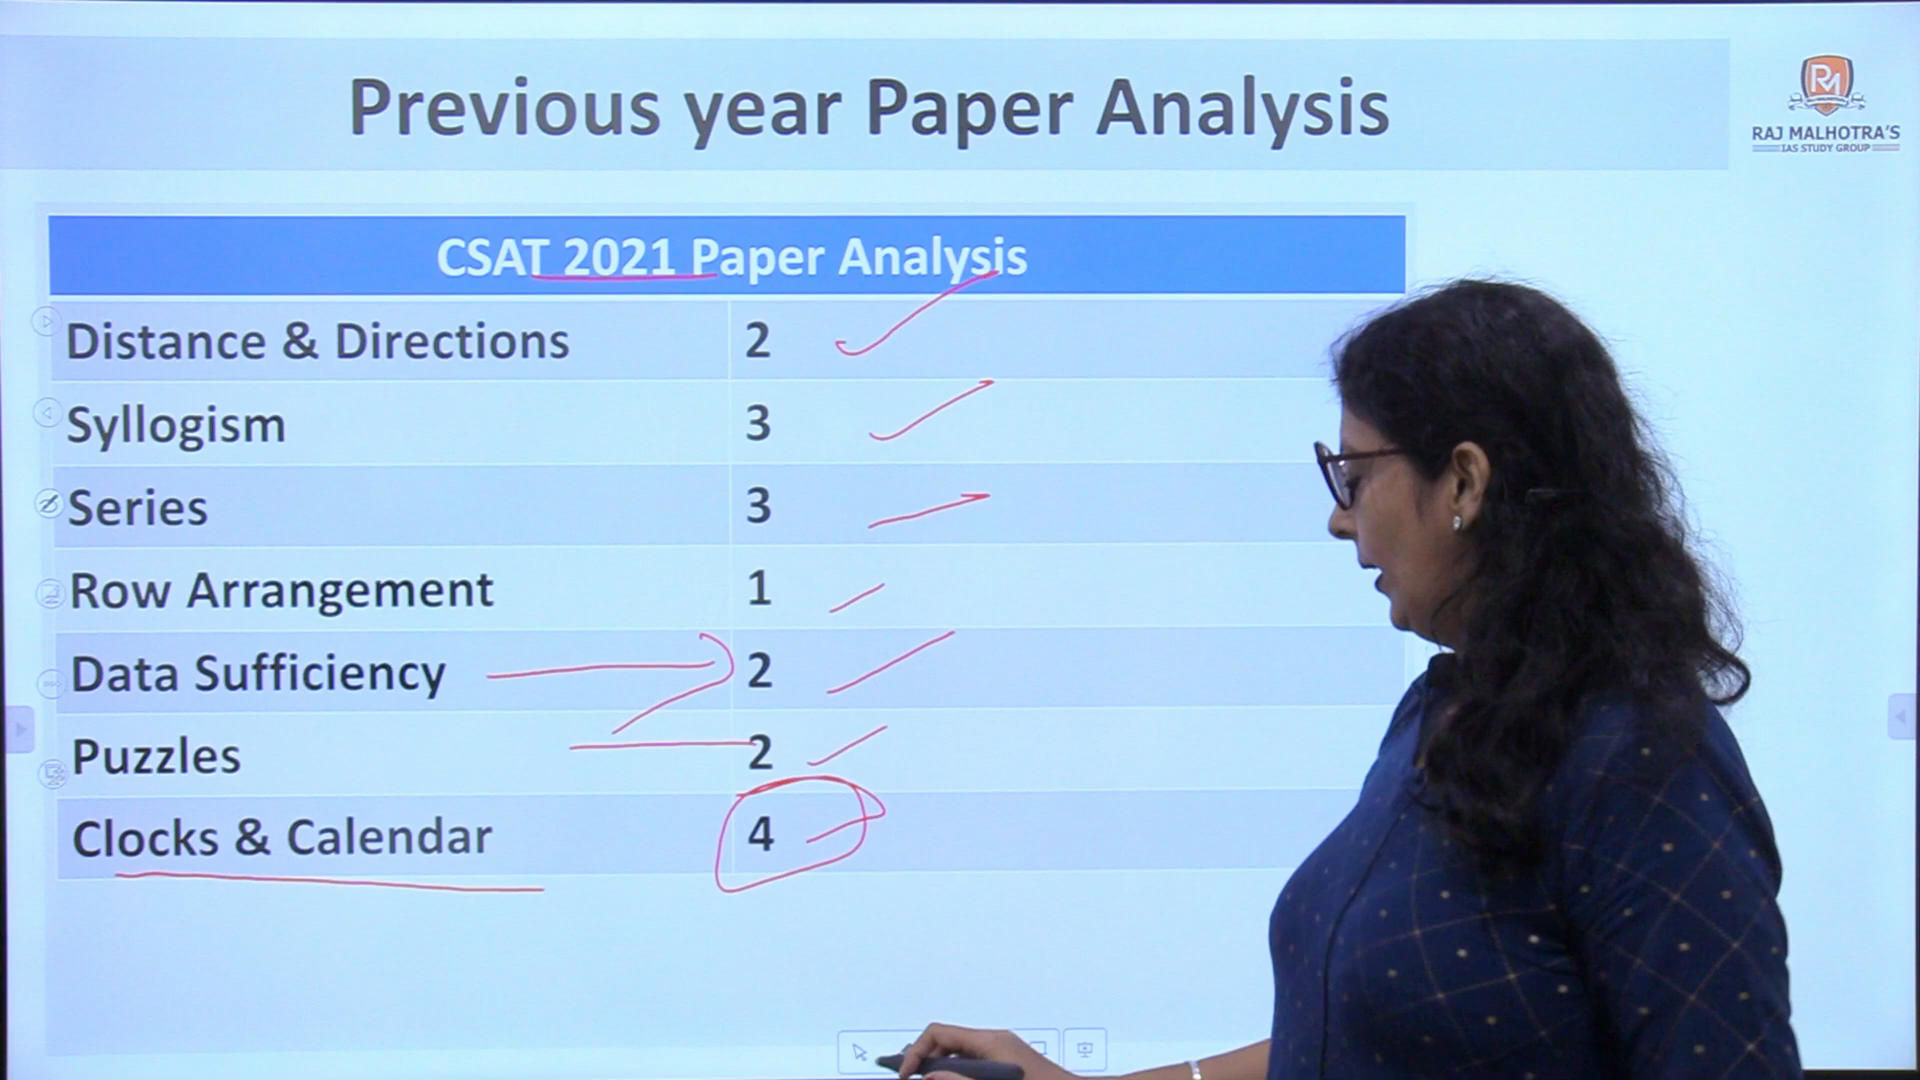 Previous year Paper Analysis
RAJ MALHOTRA'S
IAS STUDY GROUP
CSAT 2021 Paper Analysis
Distance & Directions 2
Syllogism 3
Series 3
Row Arrangement 1
Data Sufficiency 2
Puzzles 2
Clocks & Calendar 4